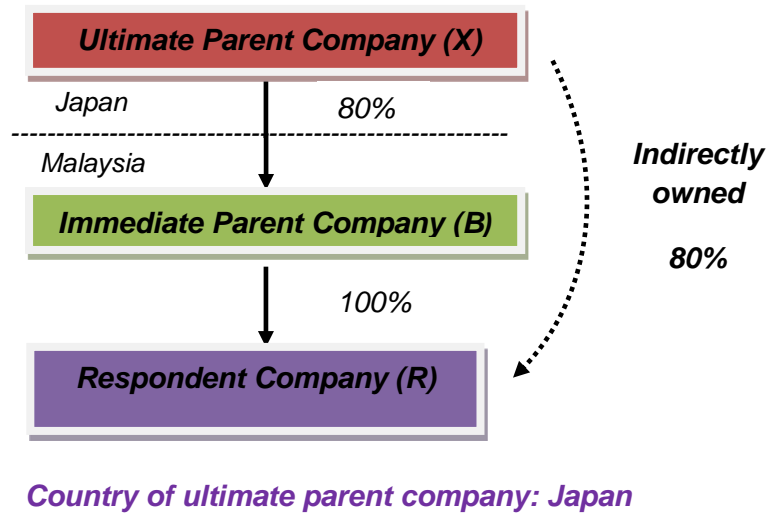 Ultimate Parent Company (X)
Japan
80%
Malaysia
Indirectly
owned
80%
Immediate Parent Company (B)
100%
Respondent Company (R)
Country of ultimate parent company: Japan